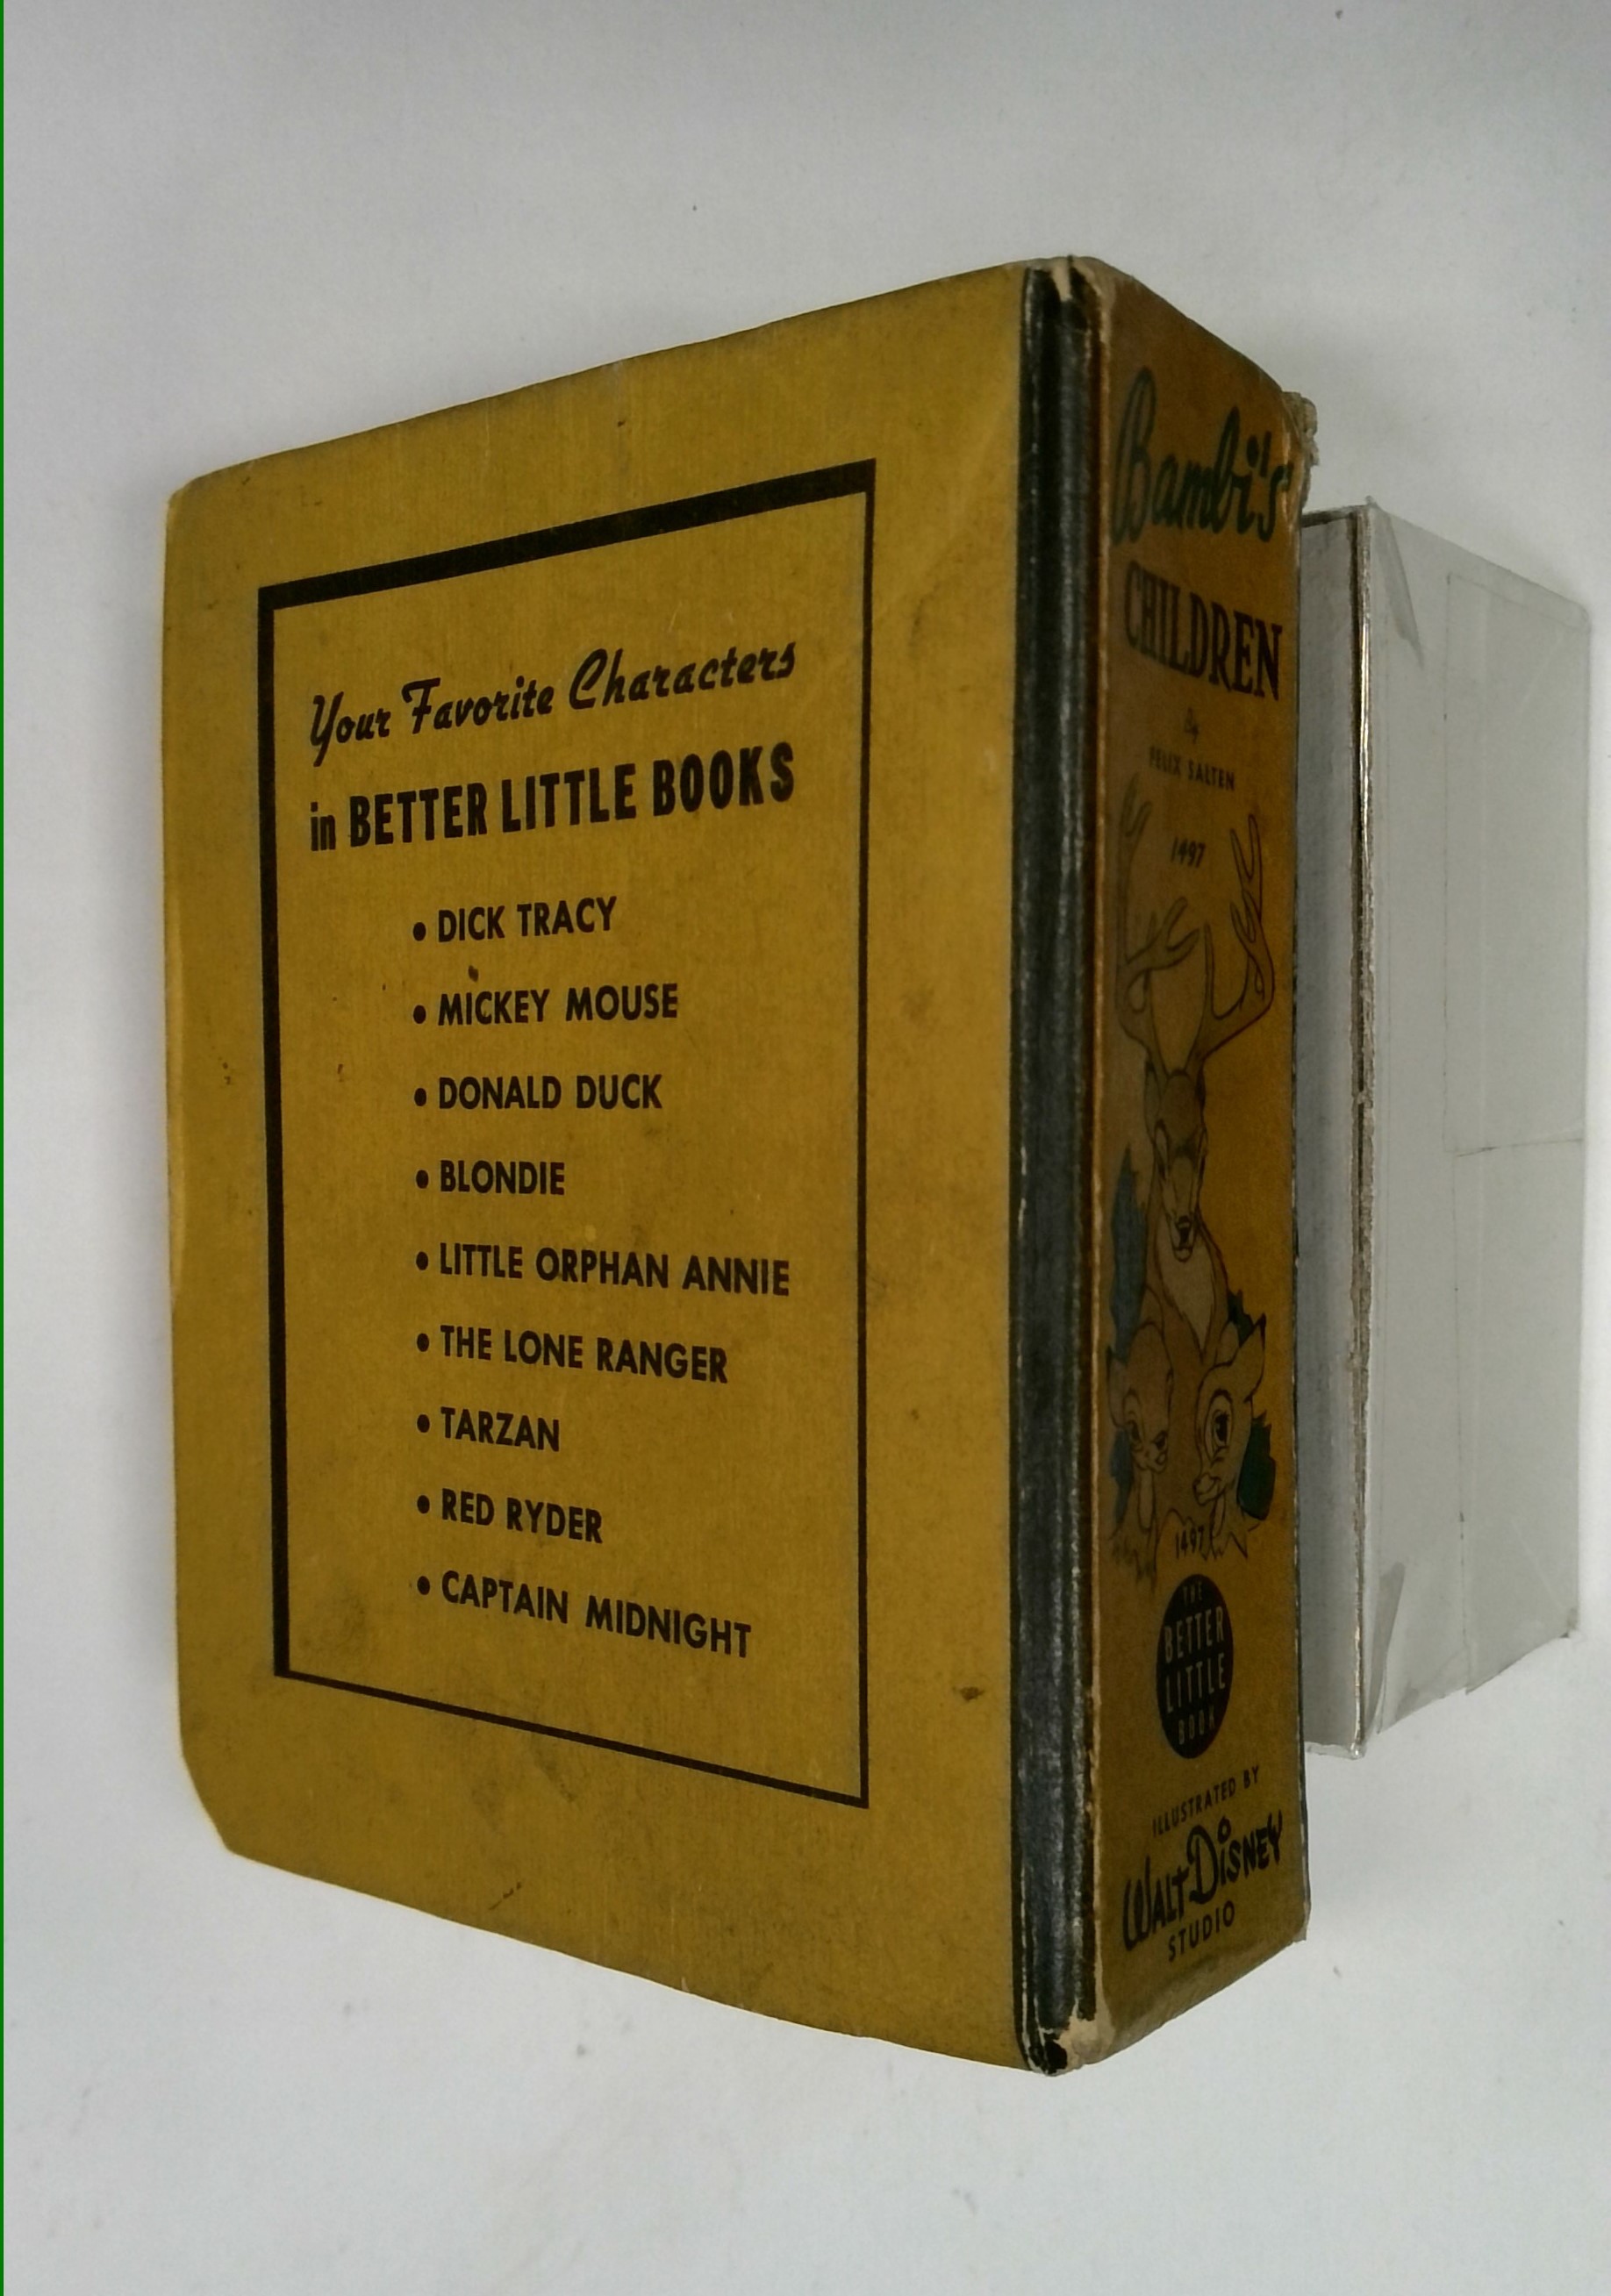 Your Favorite Characters
in BETTER LITTLE BOOKS
• DICK TRACY
• MICKEY MOUSE
• DONALD DUCK
• BLONDIE
• LITTLE ORPHAN ANNIE
• THE LONE RANGER
• TARZAN
• RED RYDER
• CAPTAIN MIDNIGHT
Bambi's
CHILDREN
By
FELIX SALTEN
1497
1497
THE
BETTER
LITTLE
BOOK
ILLUSTRATED BY
WALT DISNEY
STUDIO